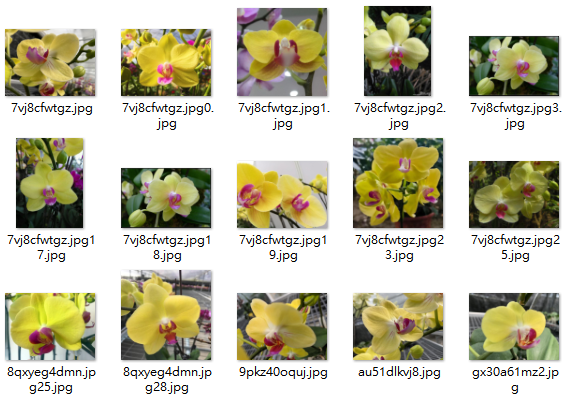 7vj8cfwtgz.jpg
7vj8cfwtgz.jpg0.
jpg
7vj8cfwtgz.jpg1.
jpg
7vj8cfwtgz.jpg2.
jpg
7vj8cfwtgz.jpg3.
jpg
7vj8cfwtgz.jpg1
7.jpg
7vj8cfwtgz.jpg1
8.jpg
7vj8cfwtgz.jpg1
9.jpg
7vj8cfwtgz.jpg2
3.jpg
7vj8cfwtgz.jpg2
5.jpg
8qxyeg4dmn.jp
g25.jpg
8qxyeg4dmn.jp
g28.jpg
9pkz40oquj.jpg
au51dlkvj8.jpg
gx30a61mz2.jp
g